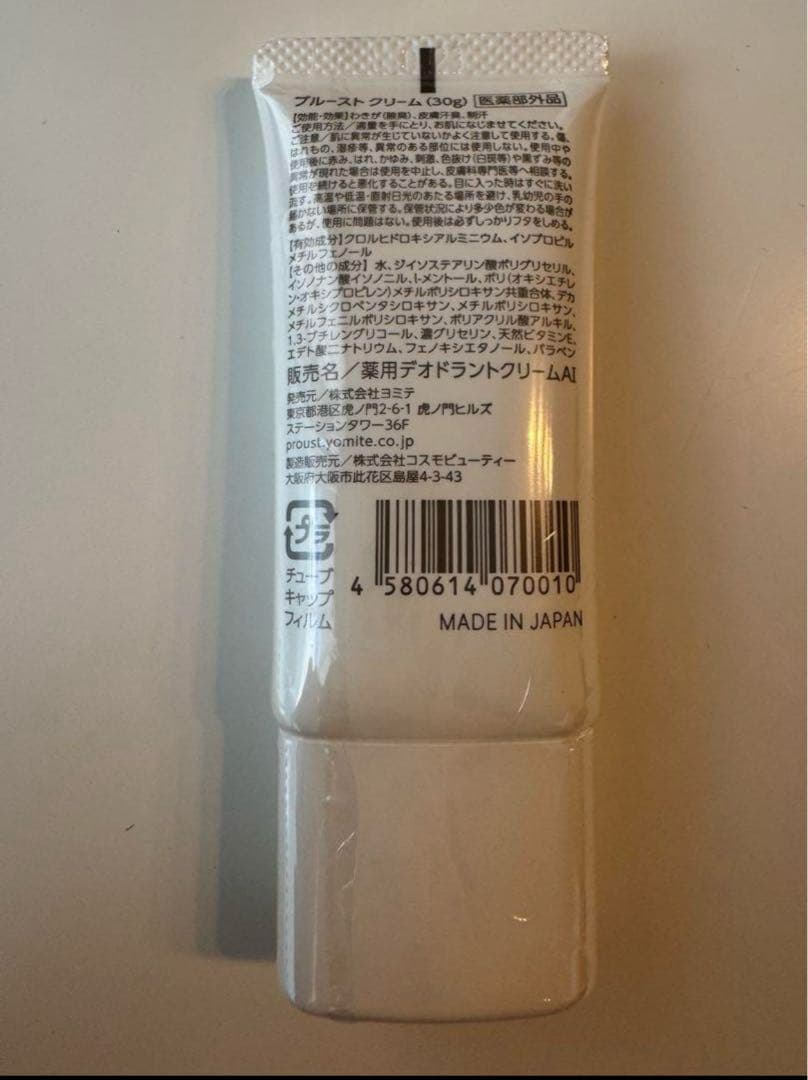 プルースト クリーム(30g) 医薬部外品
【効能・効果】わきが(腋臭)、皮膚汗臭、制汗
ご使用方法/適量を手にとり、お肌になじませてください。
ご注意/肌に異常が生じていないかよく注意して使用する。傷、
はれもの、湿疹等、異常のある部位には使用しない。使用中や
使用後に赤み、はれ、かゆみ、刺激、色抜け(白斑等)や黒ずみ等の
異常が現れた場合は使用を中止し、皮膚科専門医等へ相談する。
使用を続けると悪化することがある。目に入った時はすぐに洗い
流す。高温や低温・直射日光のあたる場所を避け、乳幼児の手の
届かない場所に保管する。保管状況により多少色が変わる場合が
あるが、使用に問題はない。使用後は必ずしっかりフタをしめる。
【有効成分】クロルヒドロキシアルミニウム、イソプロピル
メチルフェノール
【その他の成分】 水、ジイソステアリン酸ポリグリセリル、
イソノナン酸イソノニル、l-メントール、ポリ(オキシエチレ
ン・オキシプロピレン)メチルポリシロキサン共重合体、デカ
メチルシクロペンタシロキサン、メチルポリシロキサン、
メチルフェニルポリシロキサン、ポリアクリル酸アルキル、
1,3-ブチレングリコール、濃グリセリン、天然ビタミンE、
エデト酸二ナトリウム、フェノキシエタノール、パラベン
販売名/薬用デオドラントクリームAI
発売元/株式会社ヨミテ
東京都港区虎ノ門2-6-1 虎ノ門ヒルズ
ステーションタワー36F
proust.yomite.co.jp
製造販売元/株式会社コスモビューティー
大阪府大阪市此花区島屋4-3-43
プラ
チューブ
キャップ
フィルム
4 580614 070010
MADE IN JAPAN